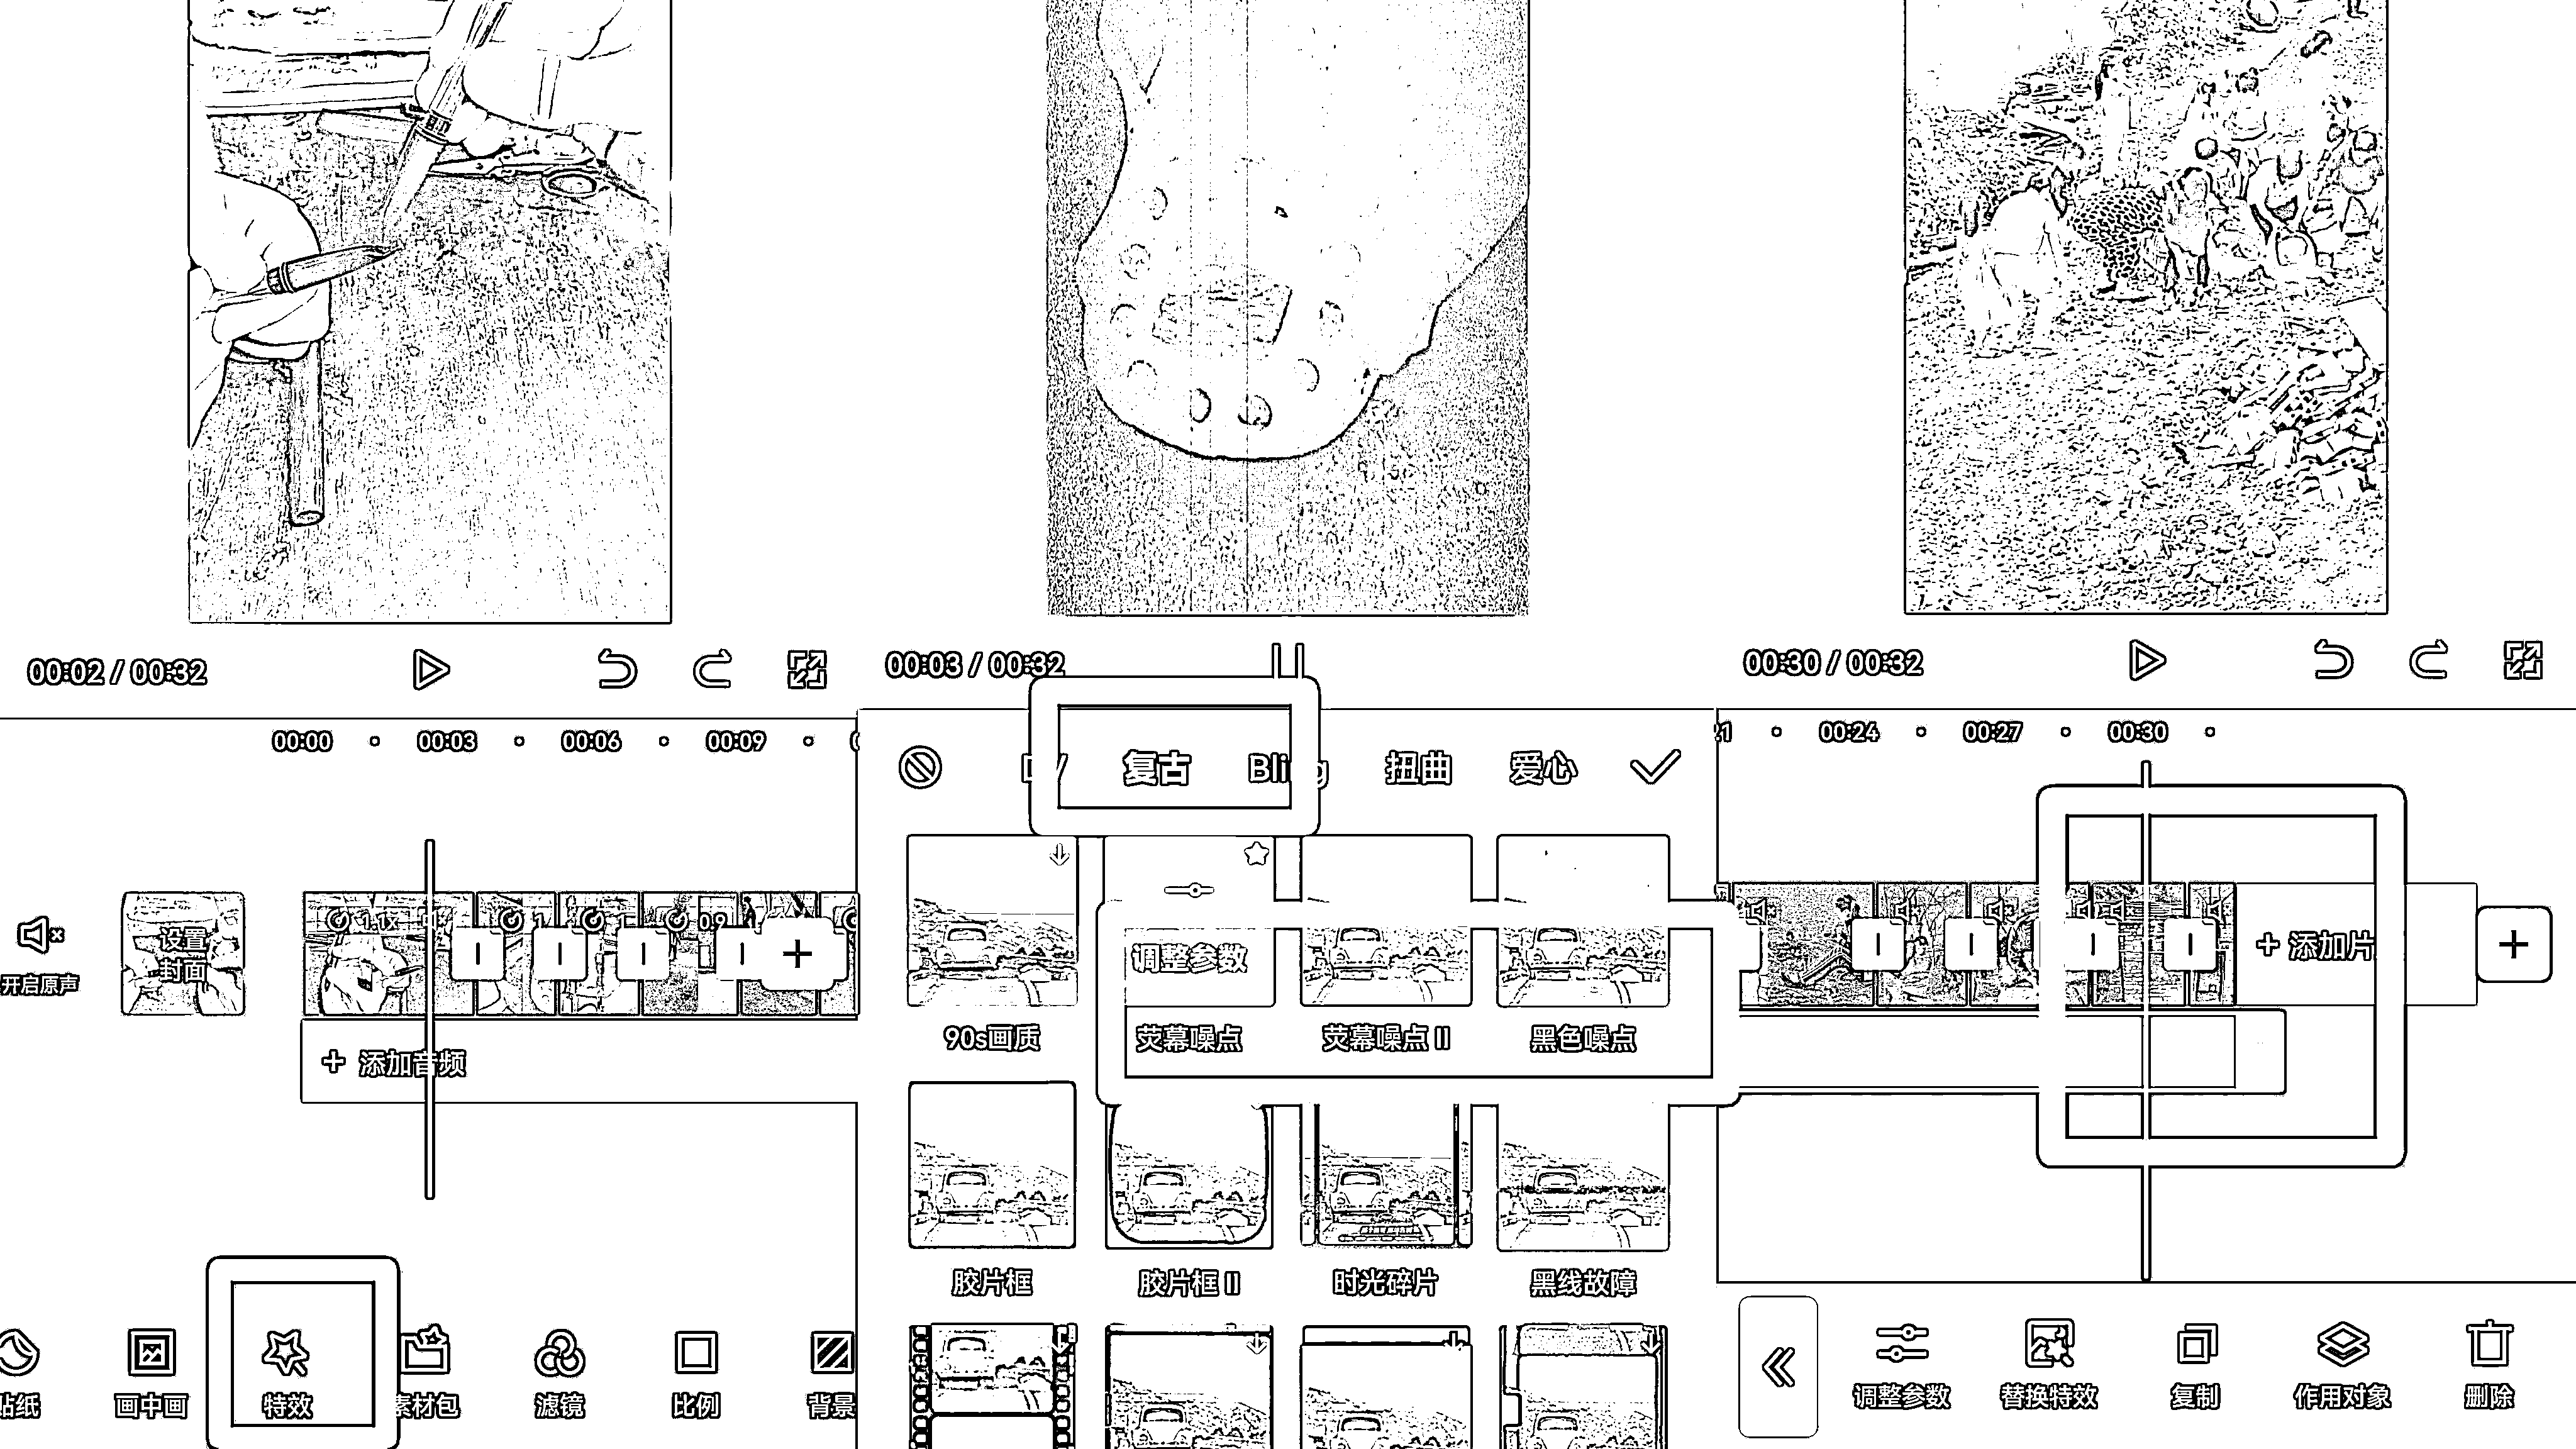 00:02 / 00:32
00:00
00:03
00:06
00:09
1.1x
0.9
设置
封面
开启原声
+ 添加音频
贴纸
画中画
特效
素材包
滤镜
比例
背景
00:03 / 00:32
复古
扭曲
爱心
调整参数
90s画质
荧幕噪点
荧幕噪点 II
黑色噪点
胶片框
胶片框 II
时光碎片
黑线故障
00:30 / 00:32
00:24
00:27
00:30
+ 添加片
调整参数
替换特效
复制
作用对象
删除